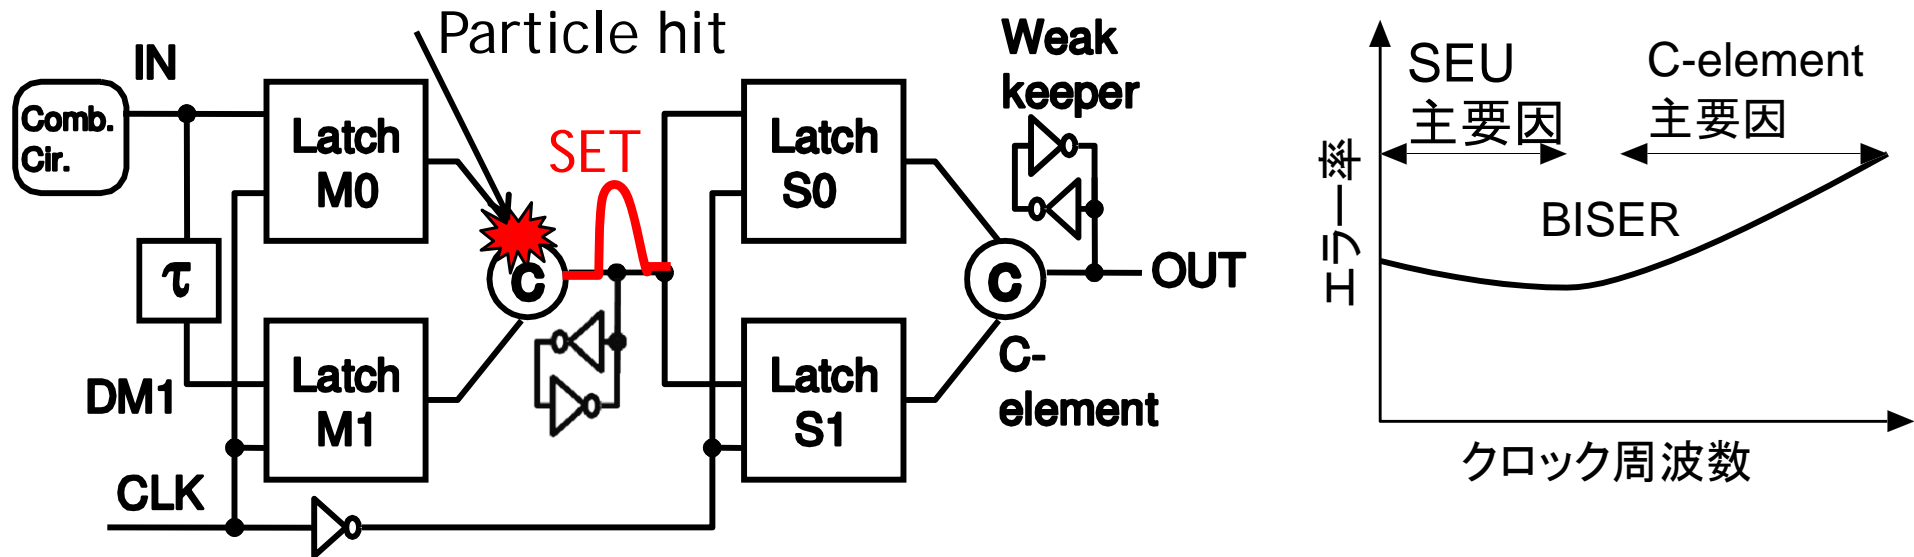 Particle hit
IN
Comb.
Cir.
Latch
M0
SET
Latch
S0
Weak
keeper
τ
C
C
OUT
DM1
Latch
M1
Latch
S1
C-
element
CLK
SEU
主要因
C-element
主要因
エラー率
BISER
クロック周波数